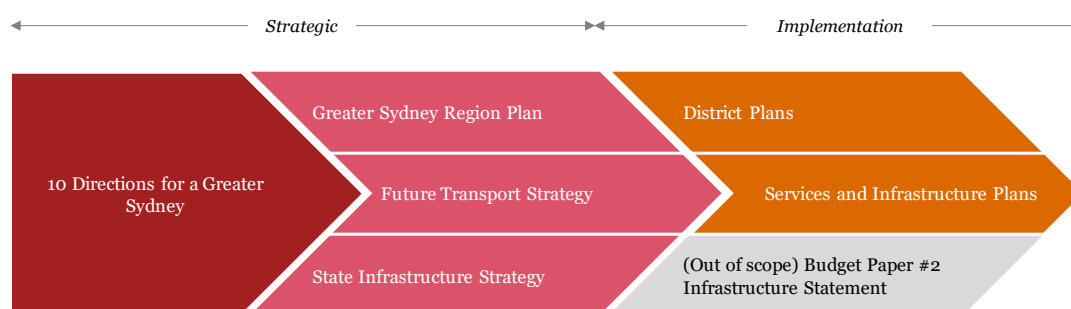 Strategic
Implementation
10 Directions for a Greater
Sydney
Greater Sydney Region Plan
Future Transport Strategy
State Infrastructure Strategy
District Plans
Services and Infrastructure Plans
(Out of scope) Budget Paper #2
Infrastructure Statement